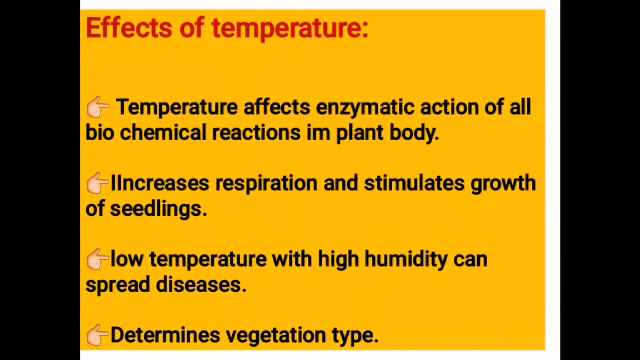 Effects of temperature:
👉 Temperature affects enzymatic action of all
bio chemical reactions im plant body.
👉IIncreases respiration and stimulates growth
of seedlings.
👉low temperature with high humidity can
spread diseases.
👉Determines vegetation type.